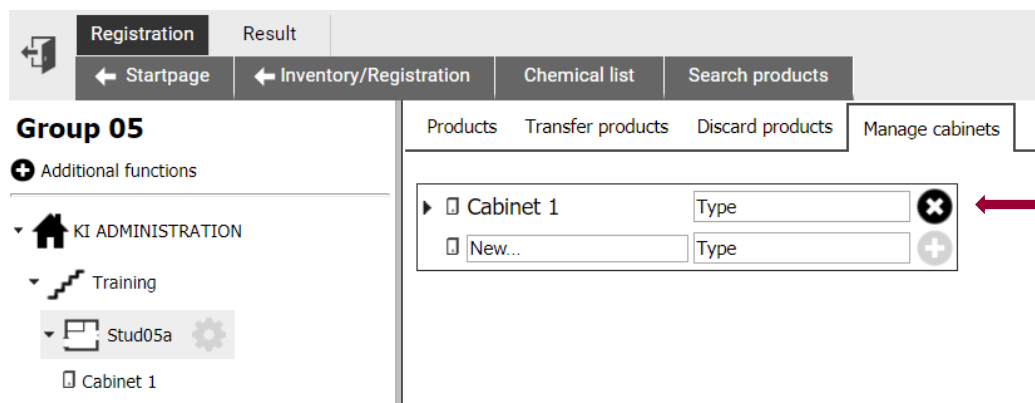 Registration Result
Startpage Inventory/Registration Chemical list Search products
Group 05
Additional functions
KI ADMINISTRATION
Training
Stud05a
Cabinet 1
Products Transfer products Discard products Manage cabinets
Cabinet 1 Type
New... Type